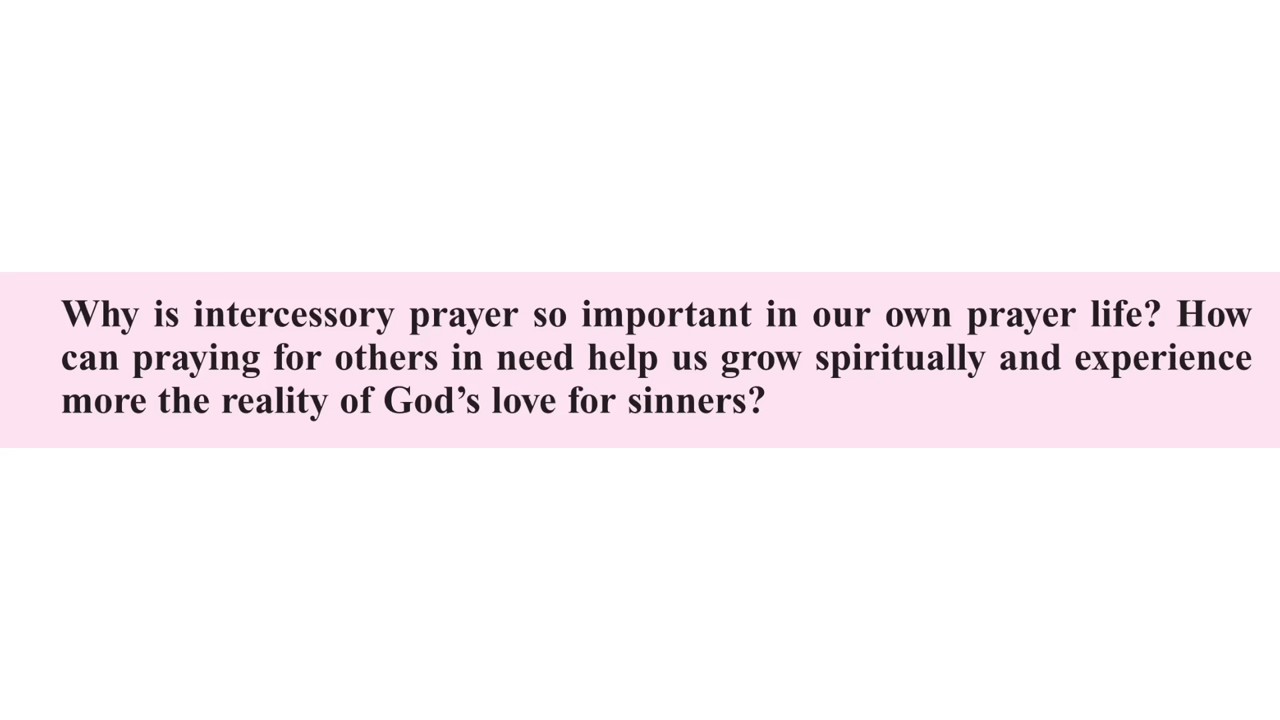 Why is intercessory prayer so important in our own prayer life? How
can praying for others in need help us grow spiritually and experience
more the reality of God’s love for sinners?